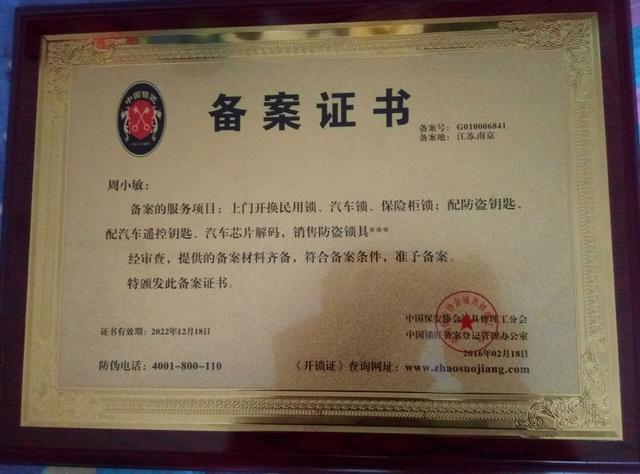 中国锁匠
备案证书
备案号：G010006841
备案地：江苏.南京
周小敏：
备案的服务项目：上门开换民用锁、汽车锁、保险柜锁；配防盗钥匙、
配汽车遥控钥匙、汽车芯片解码，销售防盗锁具***
经审查，提供的备案材料齐备，符合备案条件，准予备案。
特颁发此备案证书。
中国保安协会锁具修理工分会
证书有效期：2022年12月18日
中国锁匠备案登记管理办公室
2016年02月18日
防伪电话：4001-800-110
《开锁证》查询网址：www.zhaosuojiang.com